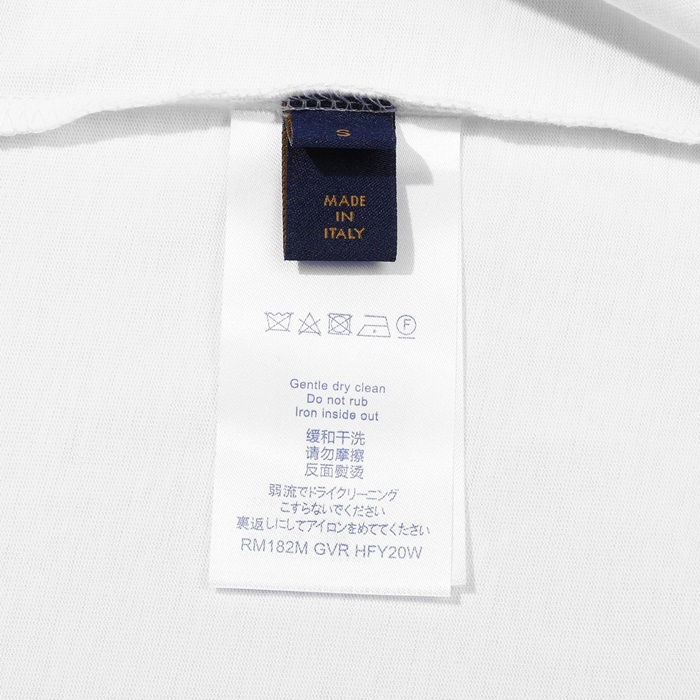 S
MADE
IN
ITALY
F
Gentle dry clean
Do not rub
Iron inside out
缓和干洗
请勿摩擦
反面熨烫
弱流でドライクリーニング
こすらないでください
裏返しにしてアイロンをめててください
RM182M GVR HFY20W